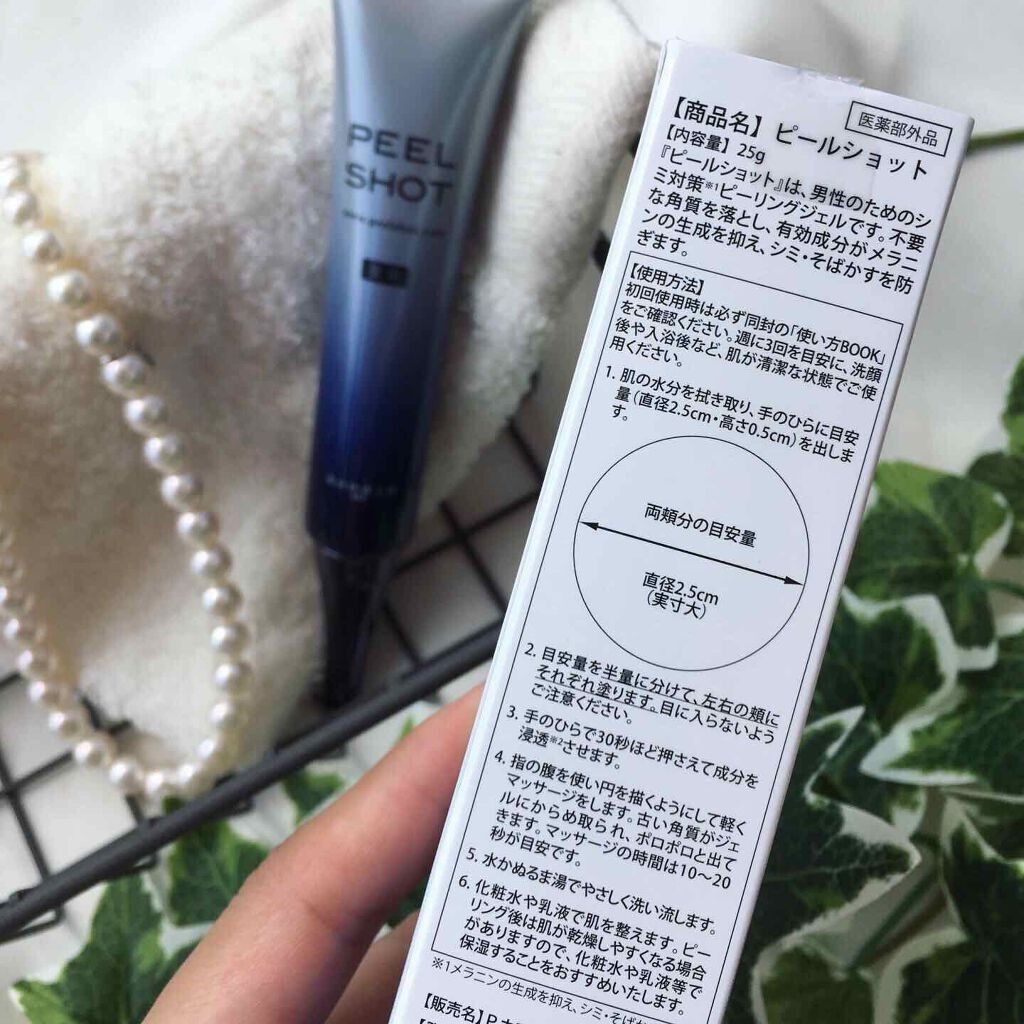 PEEL
SHOT
医薬部外品
【商品名】 ピールショット
【内容量】 25g
『ピールショット』は、男性のためのシ
ミ対策※1ピーリングジェルです。不要
な角質を落とし、有効成分がメラニ
ンの生成を抑え、シミ・そばかすを防
ぎます。
【使用方法】
初回使用時は必ず同封の「使い方BOOK」
をご確認ください。週に3回を目安に、洗顔
後や入浴後など、肌が清潔な状態でご使
用ください。
1. 肌の水分を拭き取り、手のひらに目安
量（直径2.5cm・高さ0.5cm）を出しま
す。
両頬分の目安量
直径2.5cm
（実寸大）
2. 目安量を半量に分けて、左右の頬に
それぞれ塗ります。目に入らないよう
ご注意ください。
3. 手のひらで30秒ほど押さえて成分を
浸透※2させます。
4. 指の腹を使い円を描くようにして軽く
マッサージをします。古い角質がジェ
ルにからめ取られ、ポロポロと出て
きます。マッサージの時間は10〜20
秒が目安です。
5. 水かぬるま湯でやさしく洗い流します。
6. 化粧水や乳液で肌を整えます。ピー
リング後は肌が乾燥しやすくなる場合
がありますので、化粧水や乳液等で
保湿することをおすすめいたします。
※1メラニンの生成を抑え、シミ・そばか
【販売名】P